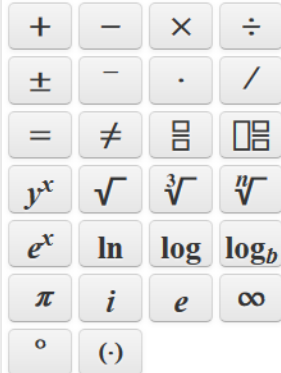 + − × ÷
± − · /
= ≠ □/□ □□/□
yˣ √ ∛ ⁿ√
eˣ ln log log_b
π i e ∞
° (·)